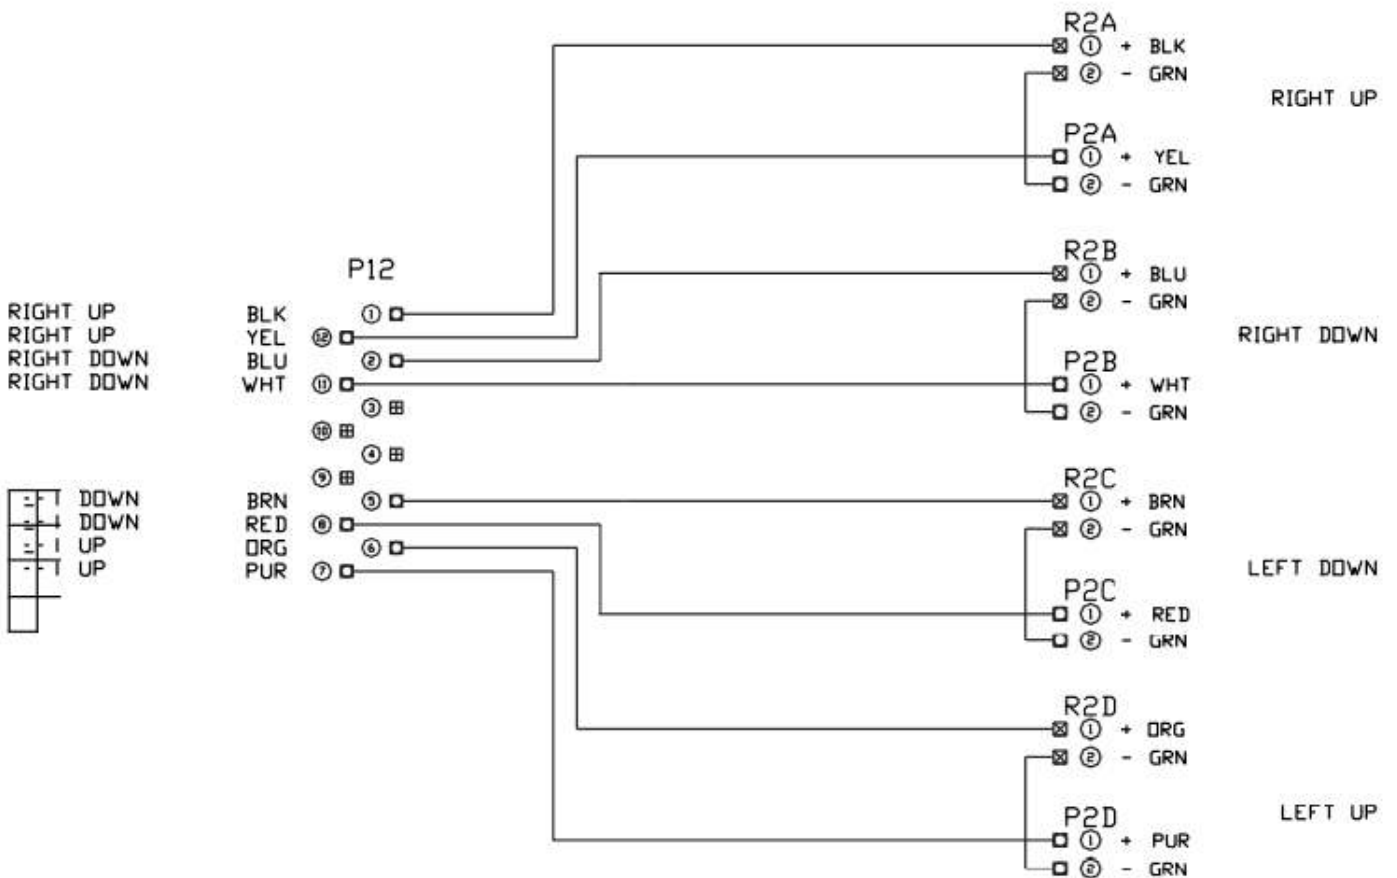 R2A
① + BLK
② - GRN
RIGHT UP
P2A
① + YEL
② - GRN
R2B
① + BLU
② - GRN
RIGHT DOWN
P2B
① + WHT
② - GRN
P12
RIGHT UP BLK ①
RIGHT UP YEL ⑫
RIGHT DOWN BLU ②
RIGHT DOWN WHT ⑪
③
⑩
④
⑨
DOWN BRN ⑤
DOWN RED ⑧
UP ORG ⑥
UP PUR ⑦
R2C
① + BRN
② - GRN
LEFT DOWN
P2C
① + RED
② - GRN
R2D
① + ORG
② - GRN
LEFT UP
P2D
① + PUR
② - GRN